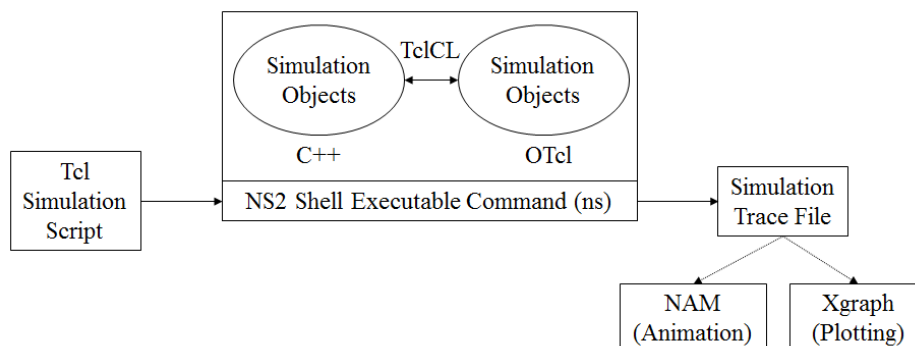 TclCL
Simulation
Objects
Simulation
Objects
C++
OTcl
Tcl
Simulation
Script
NS2 Shell Executable Command (ns)
Simulation
Trace File
NAM
(Animation)
Xgraph
(Plotting)